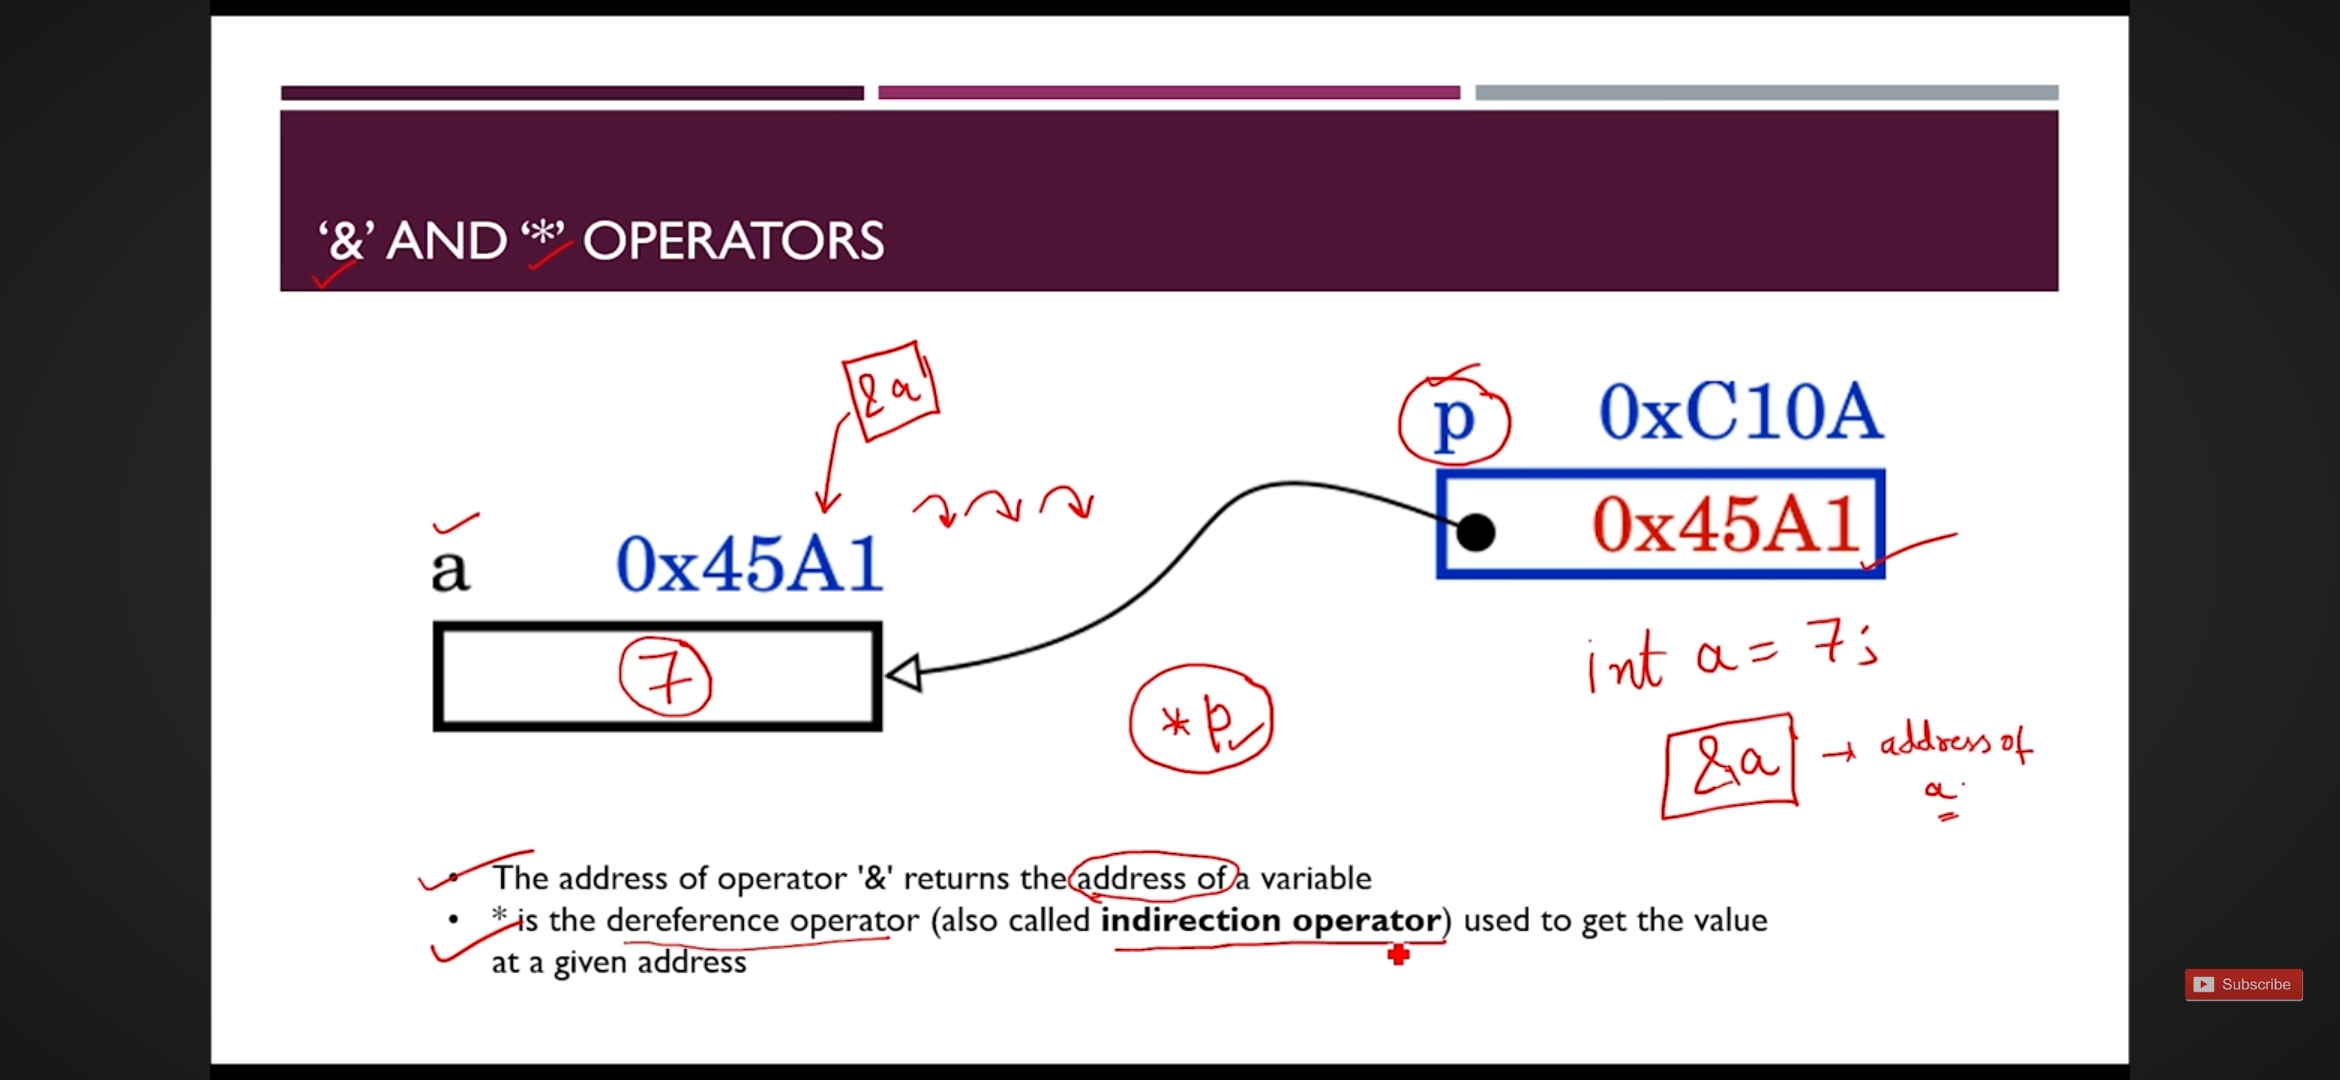 ‘&’ AND ‘*’ OPERATORS
&a
p 0xC10A
0x45A1
a 0x45A1
7
*p
int a = 7;
&a → address of
a
• The address of operator '&' returns the address of a variable
• * is the dereference operator (also called indirection operator) used to get the value
at a given address
Subscribe